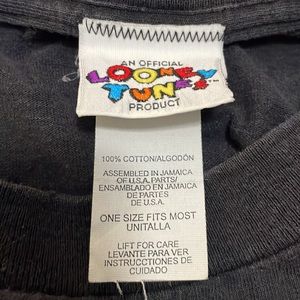 AN OFFICIAL
LOONEY
TUNES
PRODUCT
100% COTTON/ALGODÓN
ASSEMBLED IN JAMAICA
OF U.S.A. PARTS/
ENSAMBLADO EN JAMAICA
DE PARTES
DE U.S.A.
ONE SIZE FITS MOST
UNITALLA
LIFT FOR CARE
LEVANTE PARA VER
INSTRUCCIONES DE
CUIDADO